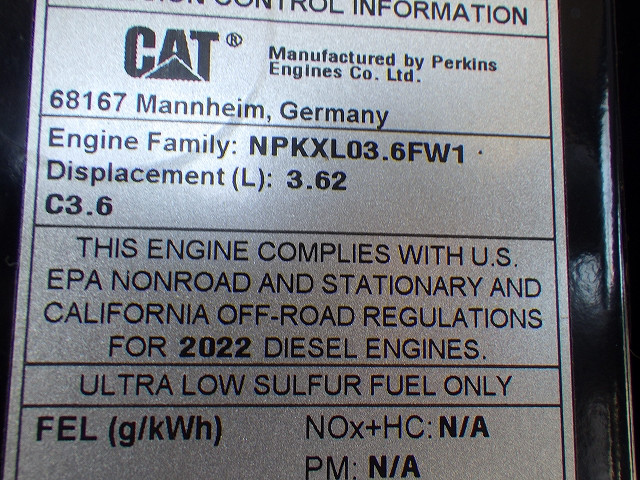 CONTROL INFORMATION
CAT®
Manufactured by Perkins
Engines Co. Ltd.
68167 Mannheim, Germany
Engine Family: NPKXL03.6FW1
Displacement (L): 3.62
C3.6
THIS ENGINE COMPLIES WITH U.S.
EPA NONROAD AND STATIONARY AND
CALIFORNIA OFF-ROAD REGULATIONS
FOR 2022 DIESEL ENGINES.
ULTRA LOW SULFUR FUEL ONLY
FEL (g/kWh) NOx+HC: N/A
PM: N/A